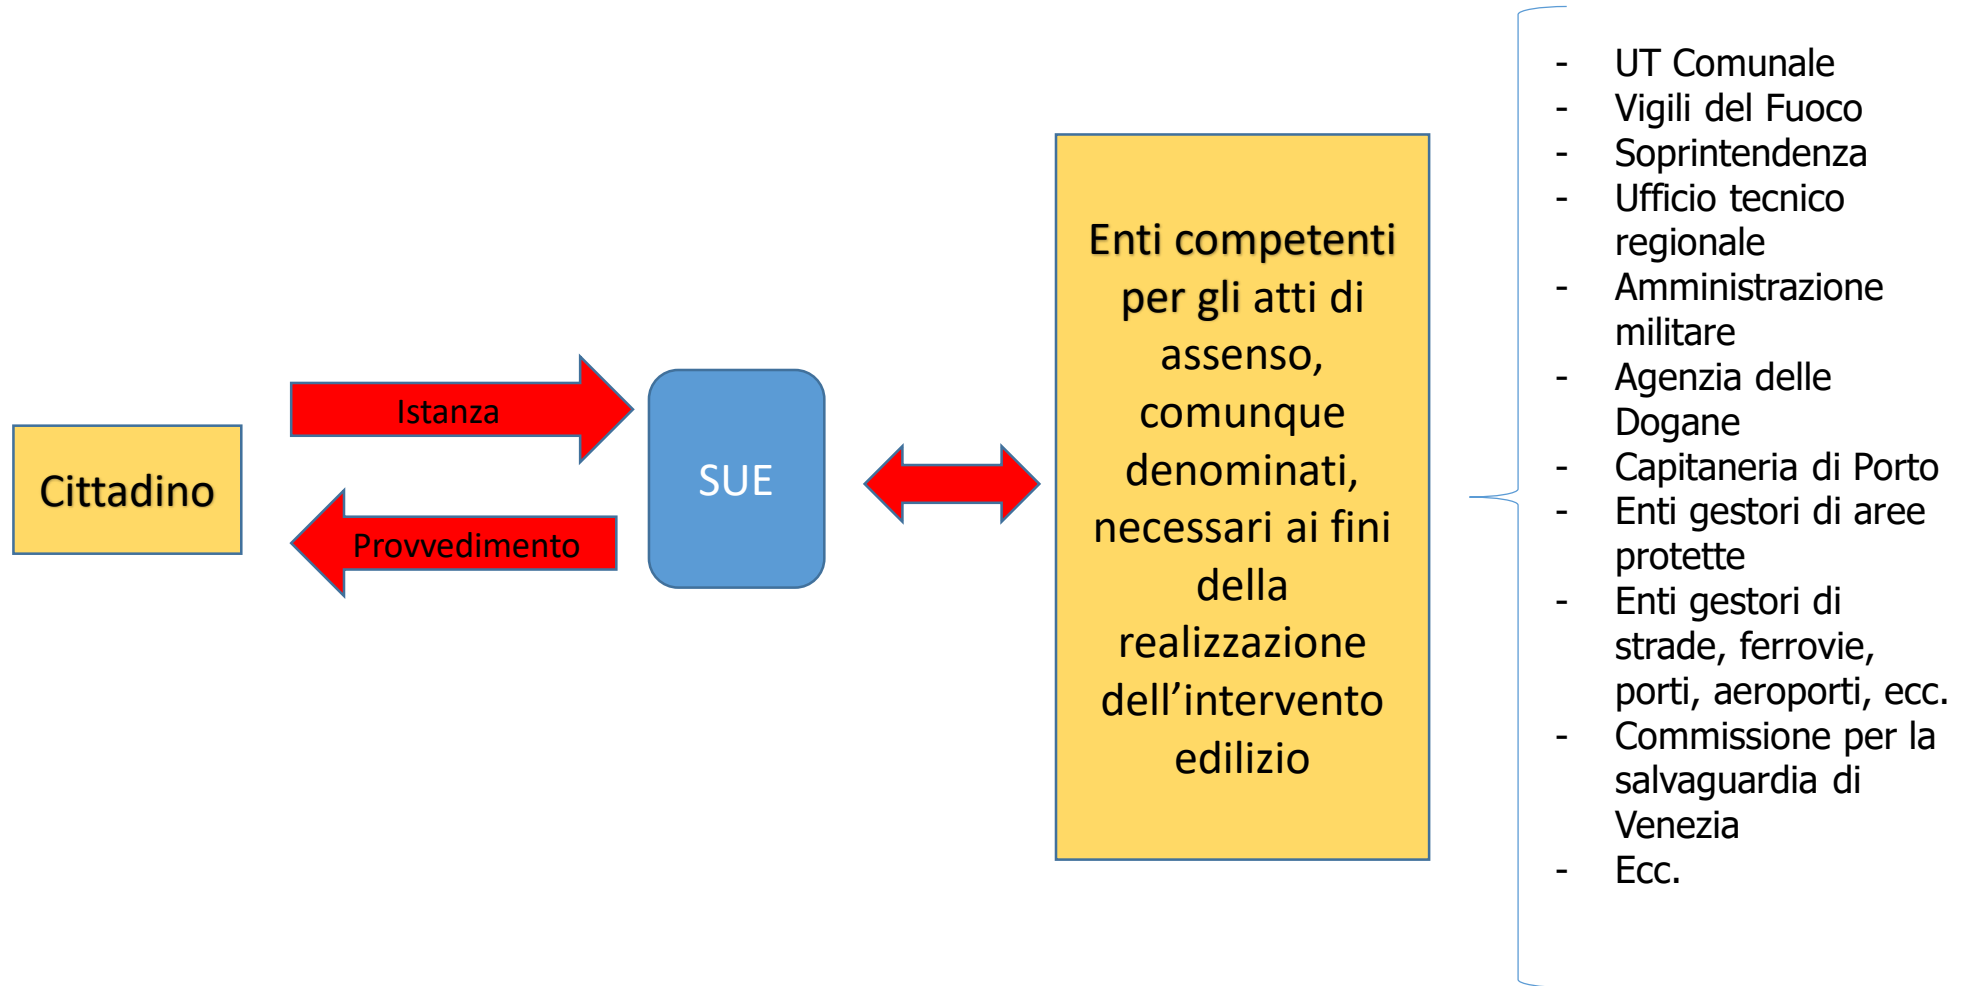 Cittadino
Istanza
Provvedimento
SUE
Enti competenti
per gli atti di
assenso,
comunque
denominati,
necessari ai fini
della
realizzazione
dell’intervento
edilizio
- UT Comunale
- Vigili del Fuoco
- Soprintendenza
- Ufficio tecnico
regionale
- Amministrazione
militare
- Agenzia delle
Dogane
- Capitaneria di Porto
- Enti gestori di aree
protette
- Enti gestori di
strade, ferrovie,
porti, aeroporti, ecc.
- Commissione per la
salvaguardia di
Venezia
- Ecc.